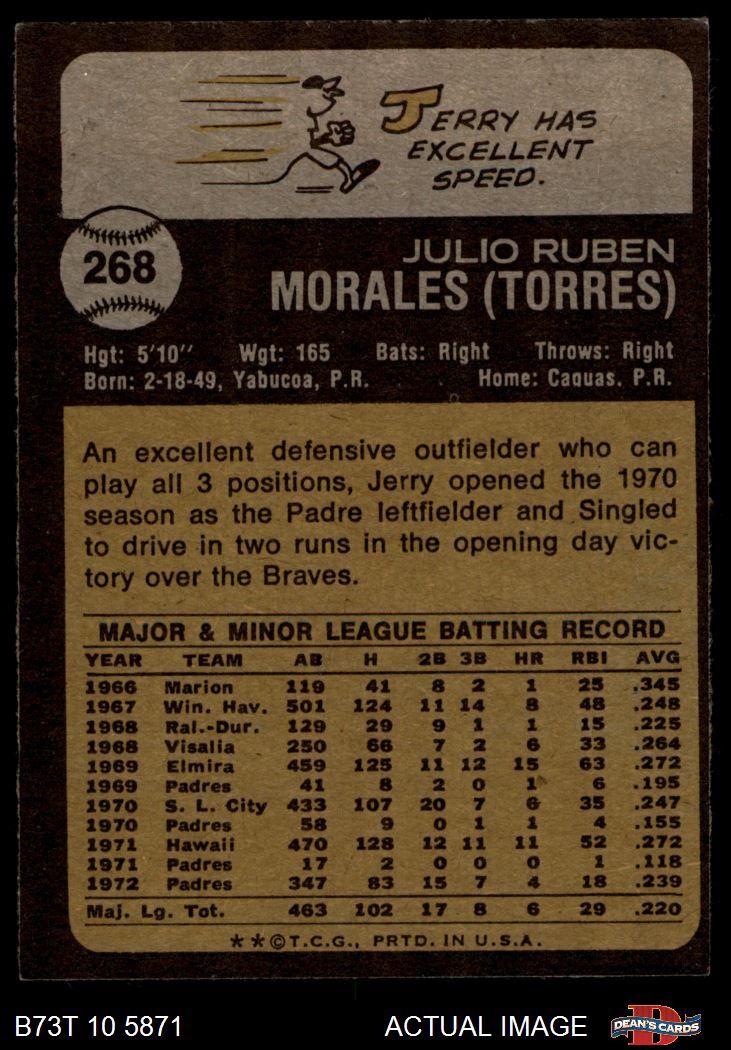 JERRY HAS
EXCELLENT
SPEED.
268
JULIO RUBEN
MORALES (TORRES)
Hgt: 5'10" Wgt: 165 Bats: Right Throws: Right
Born: 2-18-49, Yabucoa, P.R. Home: Caguas, P.R.
An excellent defensive outfielder who can
play all 3 positions, Jerry opened the 1970
season as the Padre leftfielder and Singled
to drive in two runs in the opening day vic-
tory over the Braves.
MAJOR & MINOR LEAGUE BATTING RECORD
YEAR TEAM AB H 2B 3B HR RBI AVG
1966 Marion 119 41 8 2 1 25 .345
1967 Win. Hav. 501 124 11 14 8 48 .248
1968 Ral.-Dur. 129 29 9 1 1 15 .225
1968 Visalia 250 66 7 2 6 33 .264
1969 Elmira 459 125 11 12 15 63 .272
1969 Padres 41 8 2 0 1 6 .195
1970 S. L. City 433 107 20 7 6 35 .247
1970 Padres 58 9 0 1 1 4 .155
1971 Hawaii 470 128 12 11 11 52 .272
1971 Padres 17 2 0 0 0 1 .118
1972 Padres 347 83 15 7 4 18 .239
Maj. Lg. Tot. 463 102 17 8 6 29 .220
**©T.C.G., PRTD. IN U.S.A.
B73T 10 5871 ACTUAL IMAGE D DEAN'S CARDS